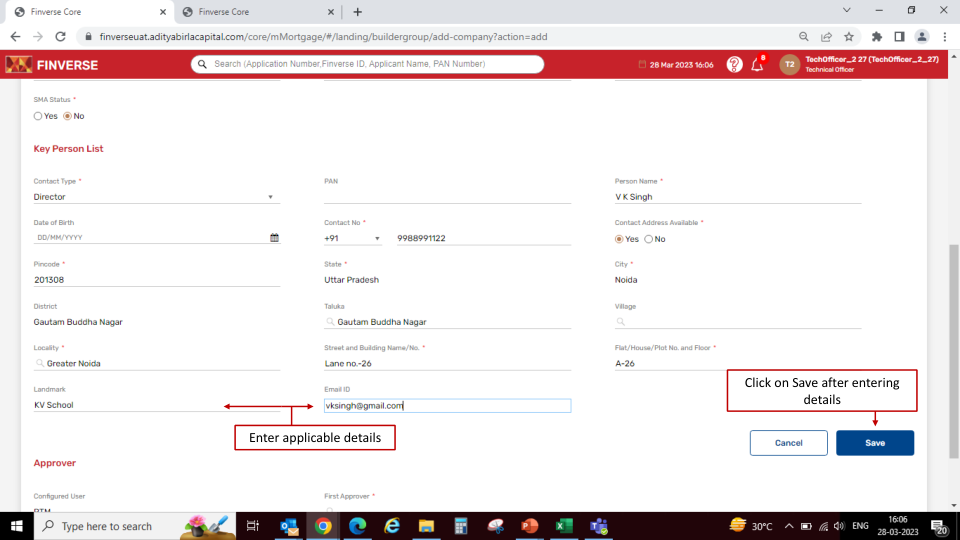 Finverse Core
Finverse Core
finverseuat.adityabirlacapital.com/core/mMortgage/#/landing/buildergroup/add-company?action=add
FINVERSE
Search (Application Number,Finverse ID, Applicant Name, PAN Number)
28 Mar 2023 16:06
8
T2
TechOfficer_2 27 (TechOfficer_2_27)
Technical Officer
SMA Status *
Yes No
Key Person List
Contact Type * PAN Person Name *
Director V K Singh
Date of Birth Contact No * Contact Address Available *
DD/MM/YYYY +91 9988991122 Yes No
Pincode * State * City *
201308 Uttar Pradesh Noida
District Taluka Village
Gautam Buddha Nagar Gautam Buddha Nagar
Locality * Street and Building Name/No. * Flat/House/Plot No. and Floor *
Greater Noida Lane no.-26 A-26
Landmark Email ID
KV School vksingh@gmail.com
Click on Save after entering
details
Enter applicable details
Cancel Save
Approver
Configured User First Approver *
Type here to search
30°C
ENG
16:06
28-03-2023
20